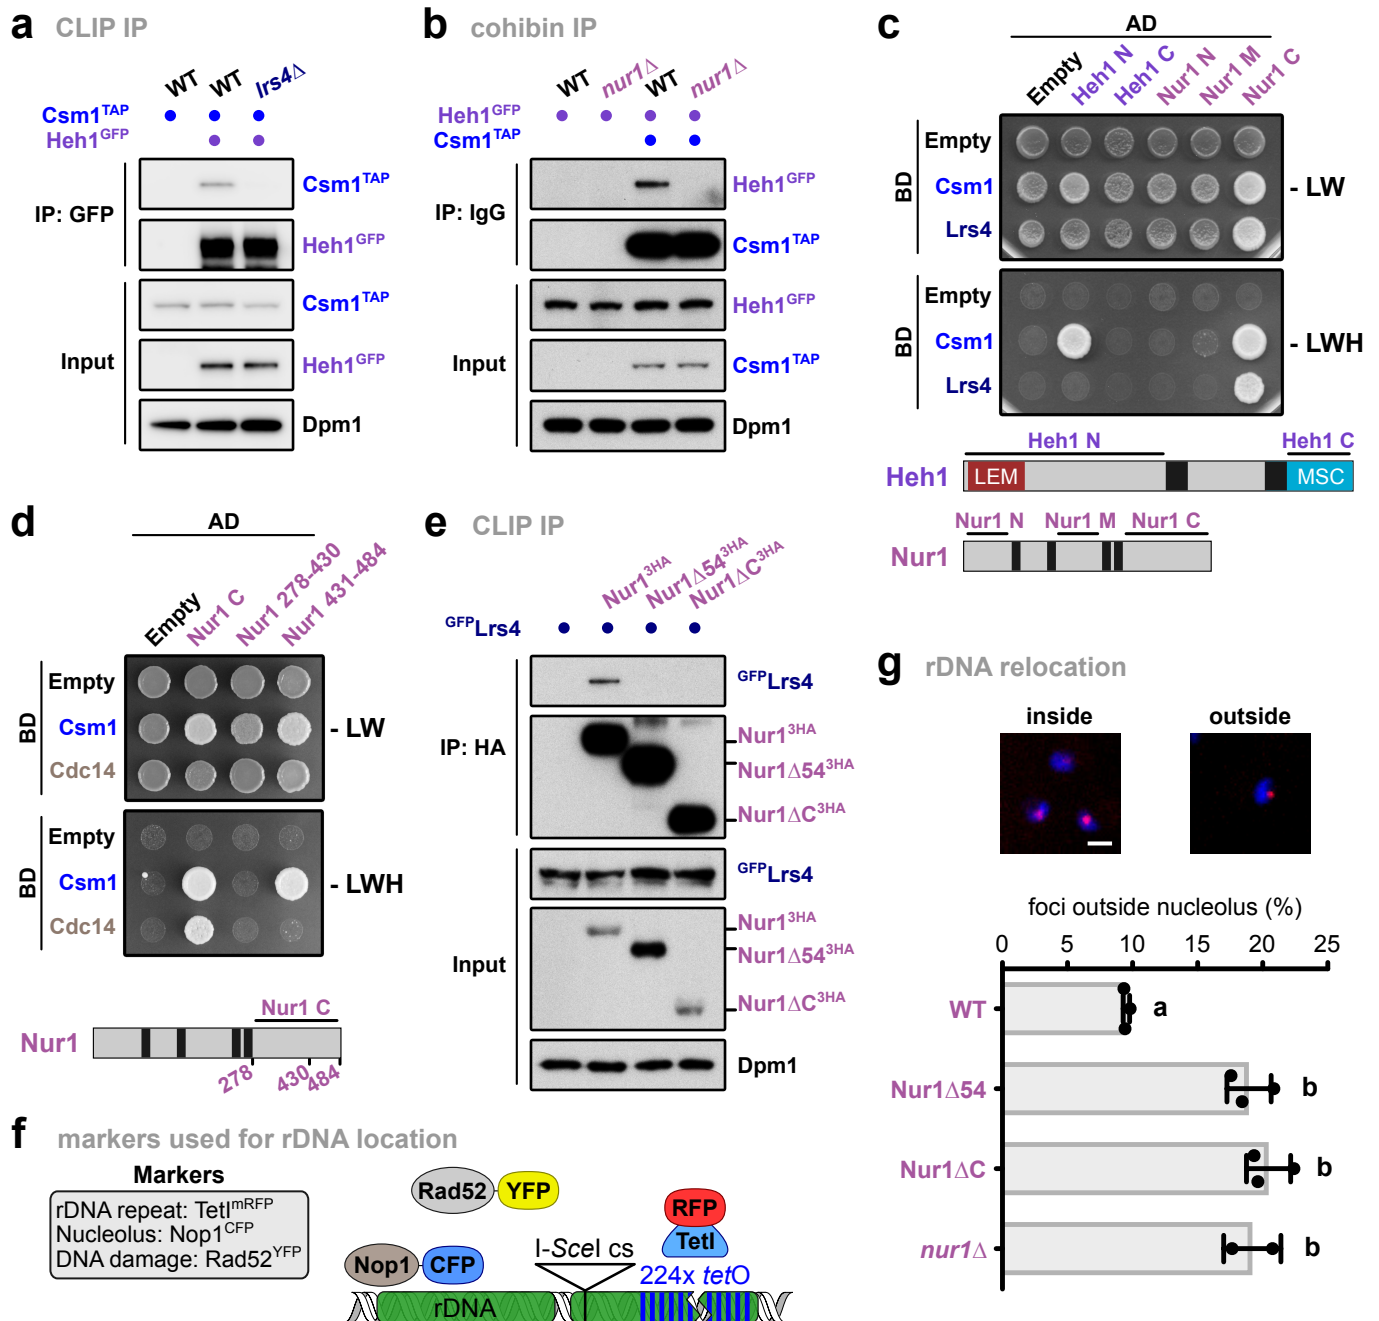 a CLIP IP
WT WT lrs4Δ
Csm1TAP
Heh1GFP
IP: GFP
Csm1TAP
Heh1GFP
Input
Csm1TAP
Heh1GFP
Dpm1
b cohibin IP
WT nur1Δ WT nur1Δ
Heh1GFP
Csm1TAP
IP: IgG
Heh1GFP
Csm1TAP
Input
Heh1GFP
Csm1TAP
Dpm1
c
AD
Empty Heh1 N Heh1 C Nur1 N Nur1 M Nur1 C
BD
Empty
Csm1
Lrs4
- LW
BD
Empty
Csm1
Lrs4
- LWH
Heh1 N Heh1 C
Heh1 LEM MSC
Nur1 N Nur1 M Nur1 C
Nur1
d
AD
Empty Nur1 C Nur1 278-430 Nur1 431-484
BD
Empty
Csm1
Cdc14
- LW
BD
Empty
Csm1
Cdc14
- LWH
Nur1 C
Nur1
278 430 484
e CLIP IP
Nur13HA Nur1Δ543HA Nur1ΔC3HA
GFPLrs4
IP: HA
GFPLrs4
Nur13HA
Nur1Δ543HA
Nur1ΔC3HA
Input
GFPLrs4
Nur13HA
Nur1Δ543HA
Nur1ΔC3HA
Dpm1
f markers used for rDNA location
Markers
rDNA repeat: TetImRFP
Nucleolus: Nop1CFP
DNA damage: Rad52YFP
Rad52 YFP
Nop1 CFP
I-SceI cs
RFP
TetI
224x tetO
rDNA
g rDNA relocation
inside outside
foci outside nucleolus (%)
0 5 10 15 20 25
WT a
Nur1Δ54 b
Nur1ΔC b
nur1Δ b